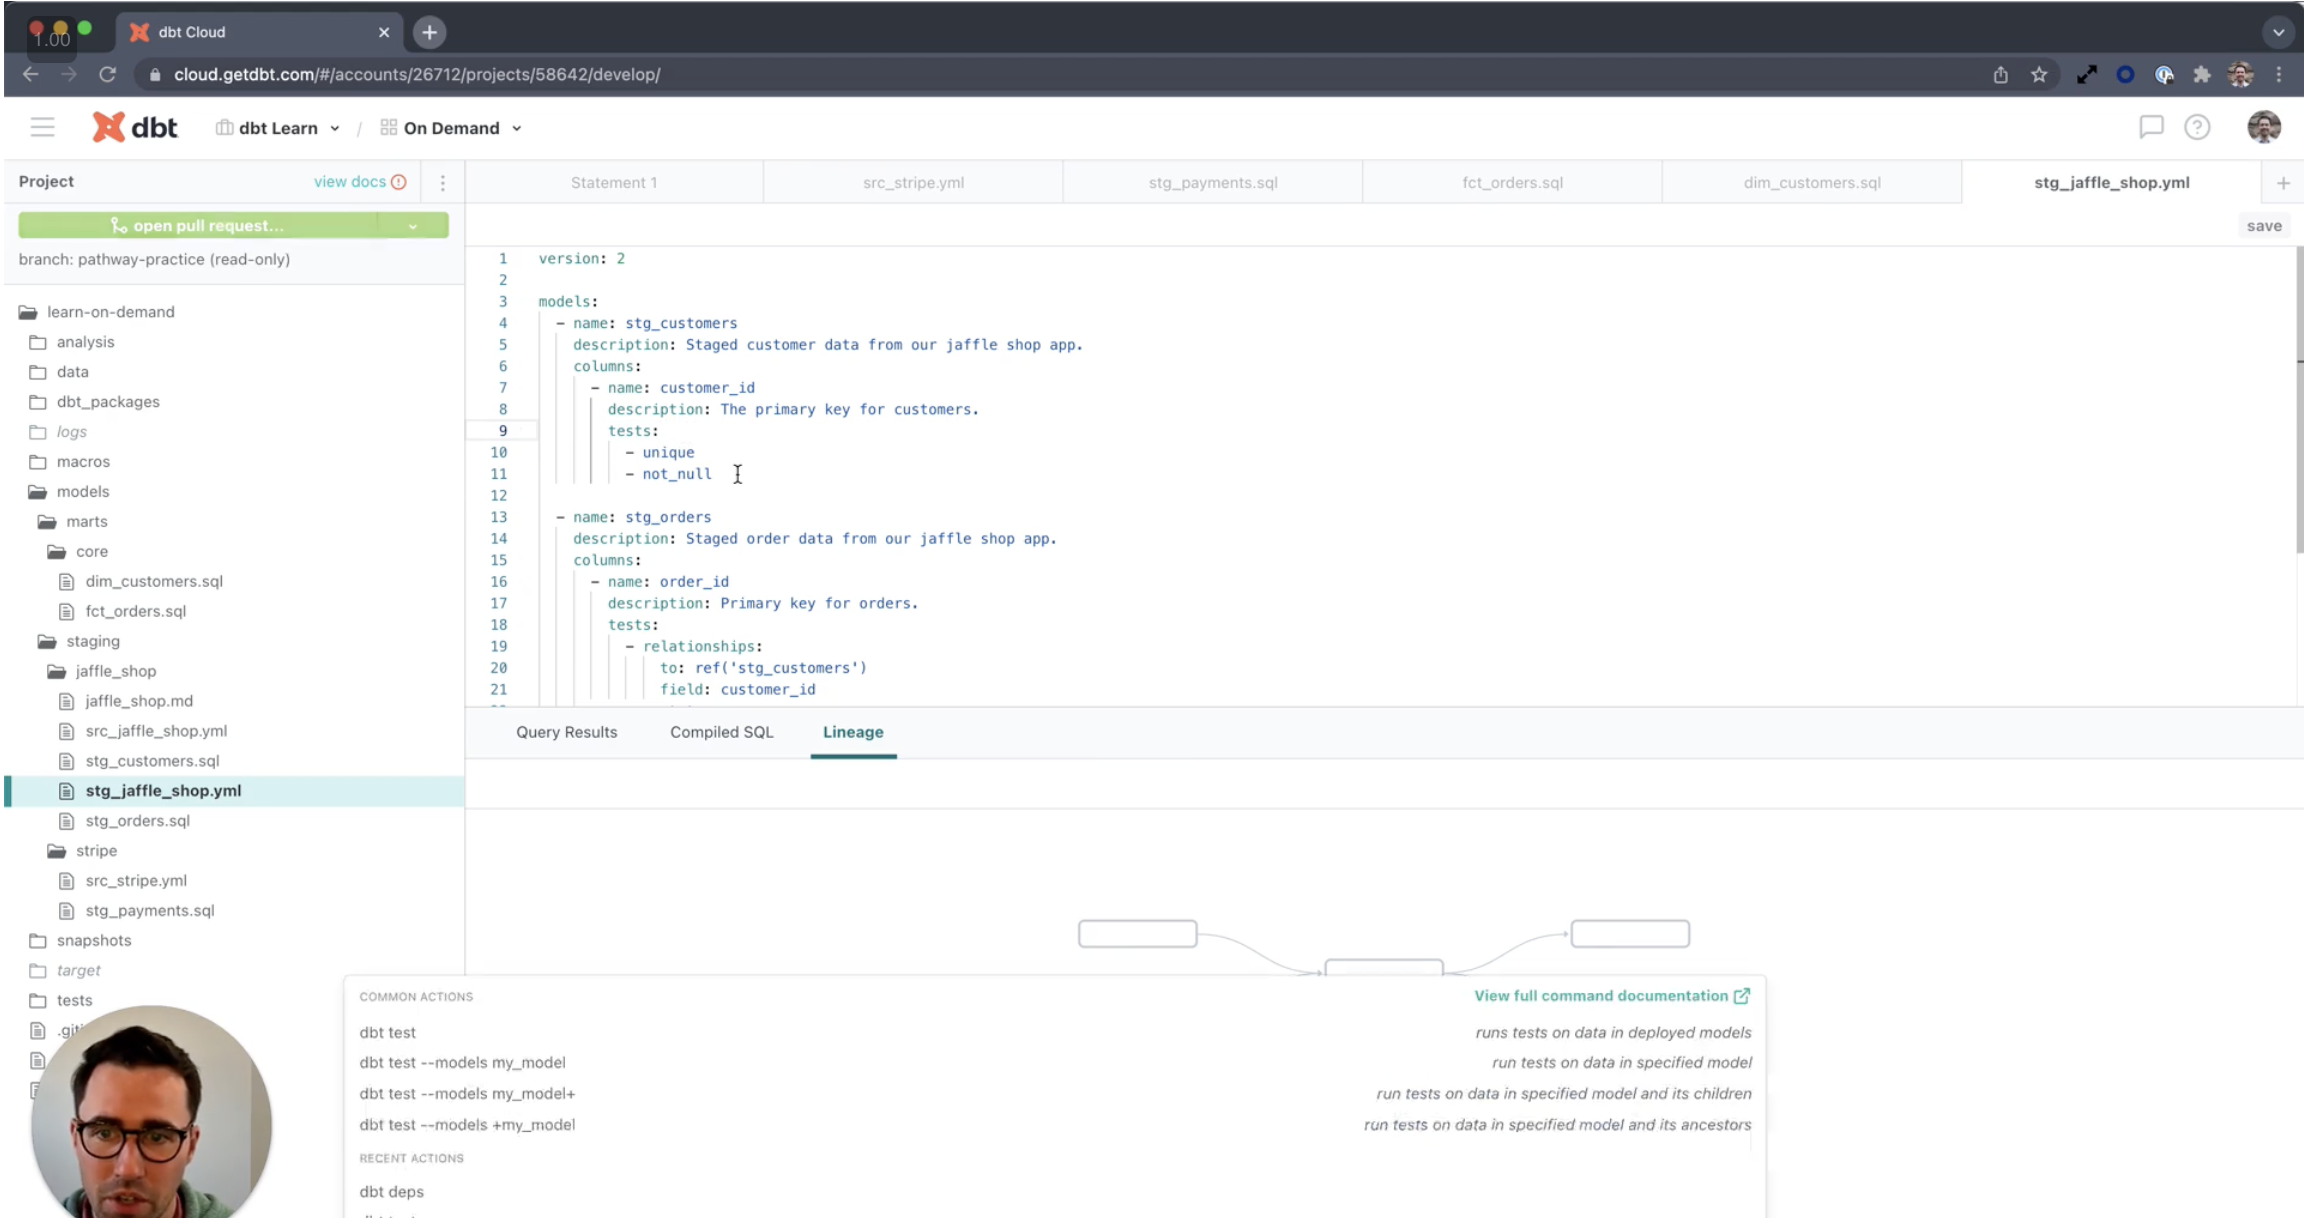 1.00
dbt Cloud
cloud.getdbt.com/#/accounts/26712/projects/58642/develop/
dbt
dbt Learn
/
On Demand
Project
view docs
Statement 1
src_stripe.yml
stg_payments.sql
fct_orders.sql
dim_customers.sql
stg_jaffle_shop.yml
open pull request...
save
branch: pathway-practice (read-only)
learn-on-demand
analysis
data
dbt_packages
logs
macros
models
marts
core
dim_customers.sql
fct_orders.sql
staging
jaffle_shop
jaffle_shop.md
src_jaffle_shop.yml
stg_customers.sql
stg_jaffle_shop.yml
stg_orders.sql
stripe
src_stripe.yml
stg_payments.sql
snapshots
target
tests
1 version: 2
2
3 models:
4 - name: stg_customers
5 description: Staged customer data from our jaffle shop app.
6 columns:
7 - name: customer_id
8 description: The primary key for customers.
9 tests:
10 - unique
11 - not_null
12
13 - name: stg_orders
14 description: Staged order data from our jaffle shop app.
15 columns:
16 - name: order_id
17 description: Primary key for orders.
18 tests:
19 - relationships:
20 to: ref('stg_customers')
21 field: customer_id
Query Results
Compiled SQL
Lineage
COMMON ACTIONS
View full command documentation
dbt test
runs tests on data in deployed models
dbt test --models my_model
run tests on data in specified model
dbt test --models my_model+
run tests on data in specified model and its children
dbt test --models +my_model
run tests on data in specified model and its ancestors
RECENT ACTIONS
dbt deps